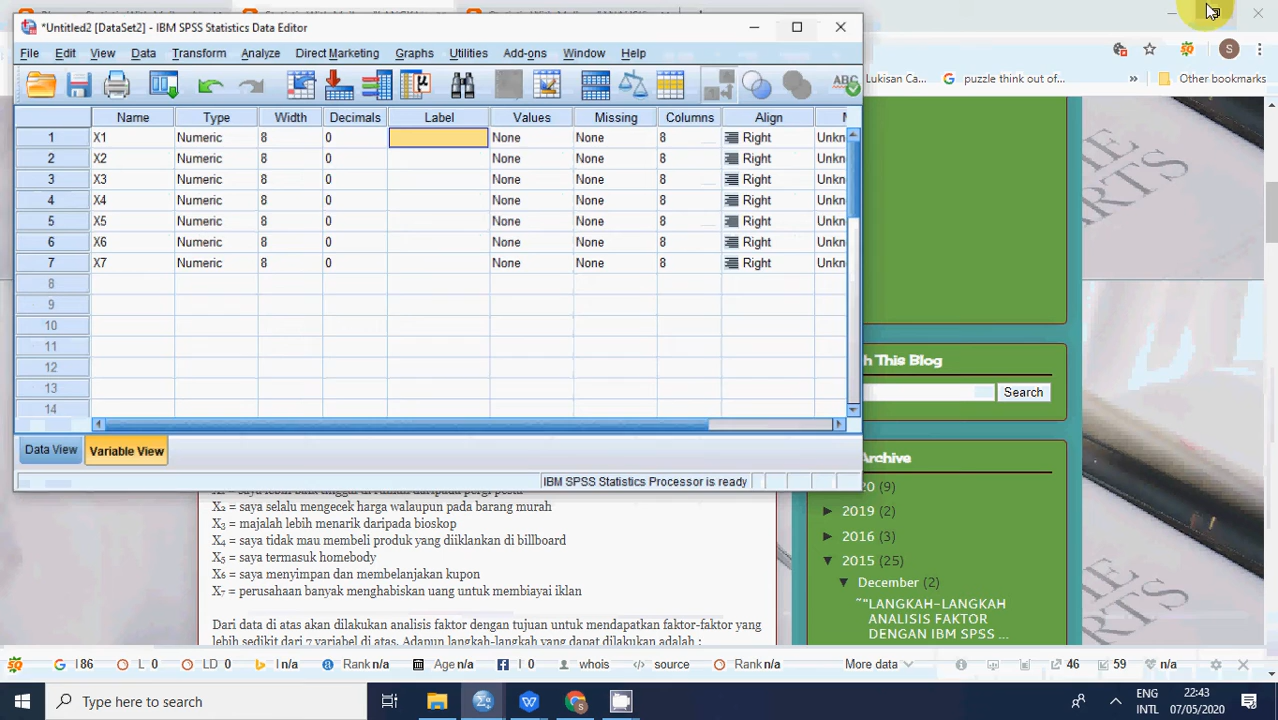 *Untitled2 [DataSet2] - IBM SPSS Statistics Data Editor
File Edit View Data Transform Analyze Direct Marketing Graphs Utilities Add-ons Window Help
S
Lukisan Ca... puzzle think out of... » Other bookmarks
Name Type Width Decimals Label Values Missing Columns Align
1 X1 Numeric 8 0 None None 8 Right Unkn
2 X2 Numeric 8 0 None None 8 Right
3 X3 Numeric 8 0 None None 8 Right
4 X4 Numeric 8 0 None None 8 Right
5 X5 Numeric 8 0 None None 8 Right
6 X6 Numeric 8 0 None None 8 Right
7 X7 Numeric 8 0 None None 8 Right Unkn
8
9
10
11
12
13
14
h This Blog
Search
Data View Variable View
IBM SPSS Statistics Processor is ready
Archive
20 (9)
► 2019 (2)
► 2016 (3)
▼ 2015 (25)
▼ December (2)
~"LANGKAH-LANGKAH
ANALISIS FAKTOR
DENGAN IBM SPSS ...
X₂ = saya selalu mengecek harga walaupun pada barang murah
X₃ = majalah lebih menarik daripada bioskop
X₄ = saya tidak mau membeli produk yang diiklankan di billboard
X₅ = saya termasuk homebody
X₆ = saya menyimpan dan membelanjakan kupon
X₇ = perusahaan banyak menghabiskan uang untuk membiayai iklan
Dari data di atas akan dilakukan analisis faktor dengan tujuan untuk mendapatkan faktor-faktor yang
lebih sedikit dari 7 variabel di atas. Adapun langkah-langkah yang dapat dilakukan adalah :
I 86 L 0 LD 0 I n/a Rank n/a Age n/a I 0 whois source Rank n/a More data 46 59 n/a
Type here to search
ENG
INTL
22:43
07/05/2020